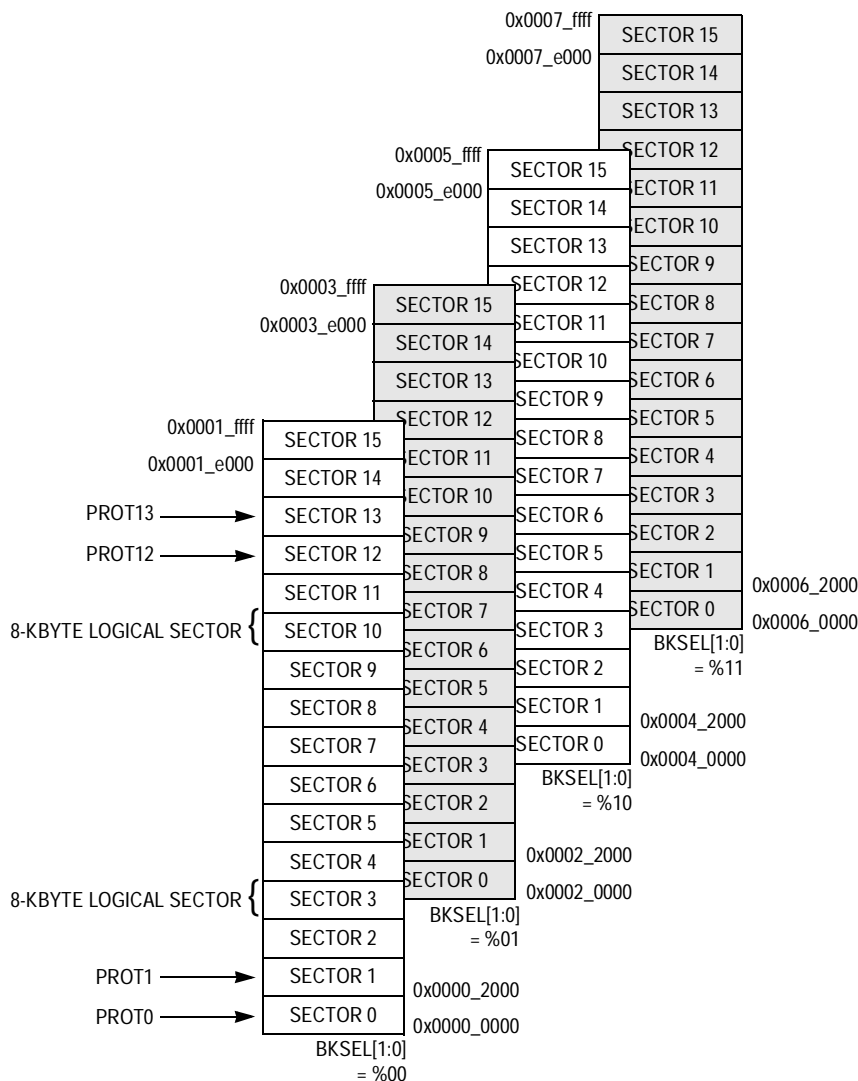 0x0007_ffff
SECTOR 15
0x0007_e000
SECTOR 14
SECTOR 13
SECTOR 12
SECTOR 11
ECTOR 10
SECTOR 9
SECTOR 8
SECTOR 7
SECTOR 6
SECTOR 5
SECTOR 4
SECTOR 3
SECTOR 2
SECTOR 1
0x0006_2000
SECTOR 0
0x0006_0000
BKSEL[1:0]
= %11
0x0005_ffff
SECTOR 15
0x0005_e000
SECTOR 14
SECTOR 13
SECTOR 12
SECTOR 11
SECTOR 10
SECTOR 9
SECTOR 8
SECTOR 7
SECTOR 6
SECTOR 5
SECTOR 4
SECTOR 3
SECTOR 2
SECTOR 1
0x0004_2000
SECTOR 0
0x0004_0000
BKSEL[1:0]
= %10
0x0003_ffff
SECTOR 15
0x0003_e000
SECTOR 14
SECTOR 13
SECTOR 12
ECTOR 11
ECTOR 10
SECTOR 9
SECTOR 8
SECTOR 7
SECTOR 6
SECTOR 5
SECTOR 4
SECTOR 3
SECTOR 2
SECTOR 1
0x0002_2000
SECTOR 0
0x0002_0000
BKSEL[1:0]
= %01
0x0001_ffff
SECTOR 15
0x0001_e000
SECTOR 14
PROT13
SECTOR 13
PROT12
SECTOR 12
SECTOR 11
8-KBYTE LOGICAL SECTOR {
SECTOR 10
SECTOR 9
SECTOR 8
SECTOR 7
SECTOR 6
SECTOR 5
SECTOR 4
8-KBYTE LOGICAL SECTOR {
SECTOR 3
SECTOR 2
PROT1
SECTOR 1
0x0000_2000
PROT0
SECTOR 0
0x0000_0000
BKSEL[1:0]
= %00